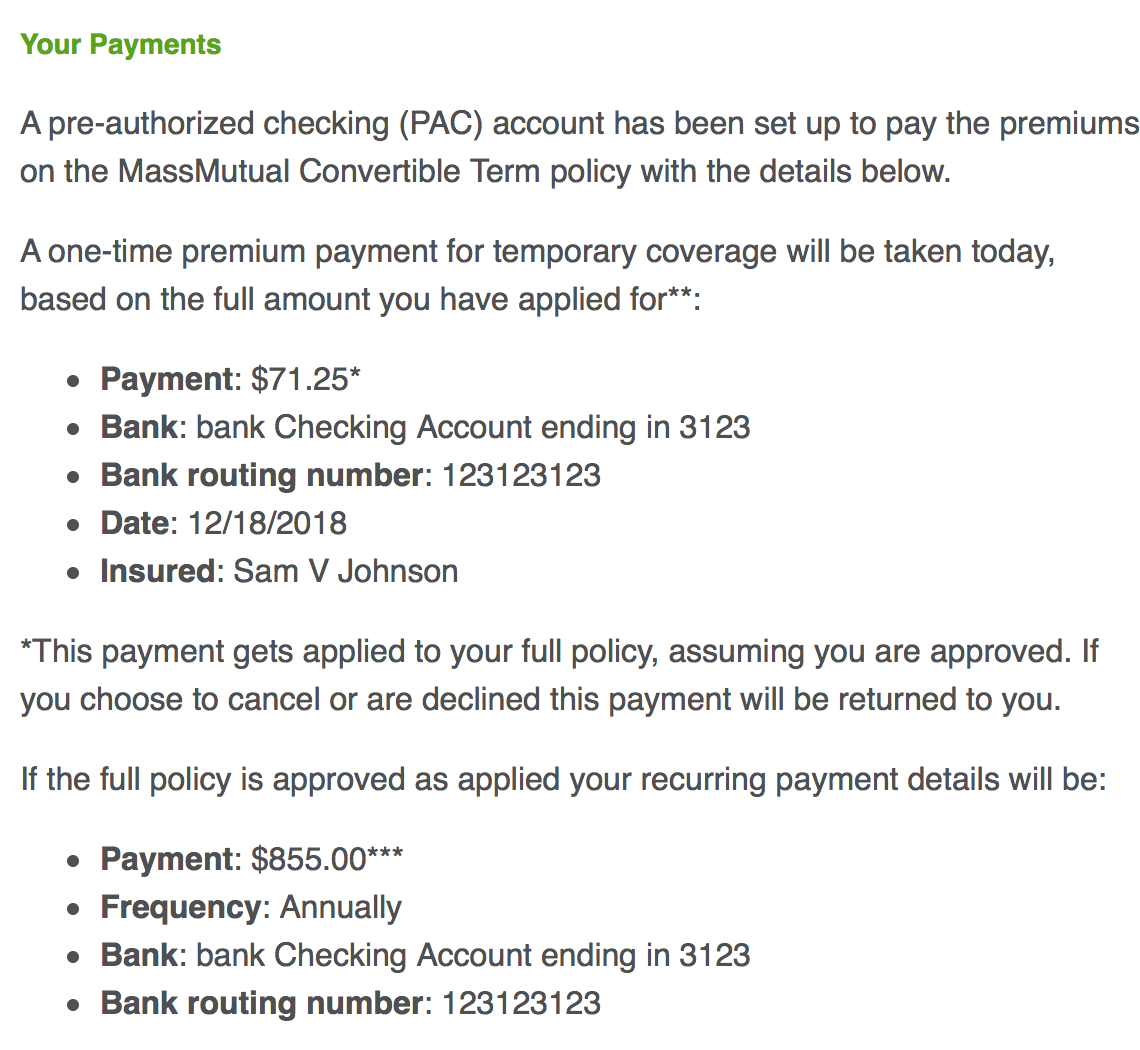 Your Payments
A pre-authorized checking (PAC) account has been set up to pay the premiums
on the MassMutual Convertible Term policy with the details below.
A one-time premium payment for temporary coverage will be taken today,
based on the full amount you have applied for**:
• Payment: $71.25*
• Bank: bank Checking Account ending in 3123
• Bank routing number: 123123123
• Date: 12/18/2018
• Insured: Sam V Johnson
*This payment gets applied to your full policy, assuming you are approved. If
you choose to cancel or are declined this payment will be returned to you.
If the full policy is approved as applied your recurring payment details will be:
• Payment: $855.00***
• Frequency: Annually
• Bank: bank Checking Account ending in 3123
• Bank routing number: 123123123